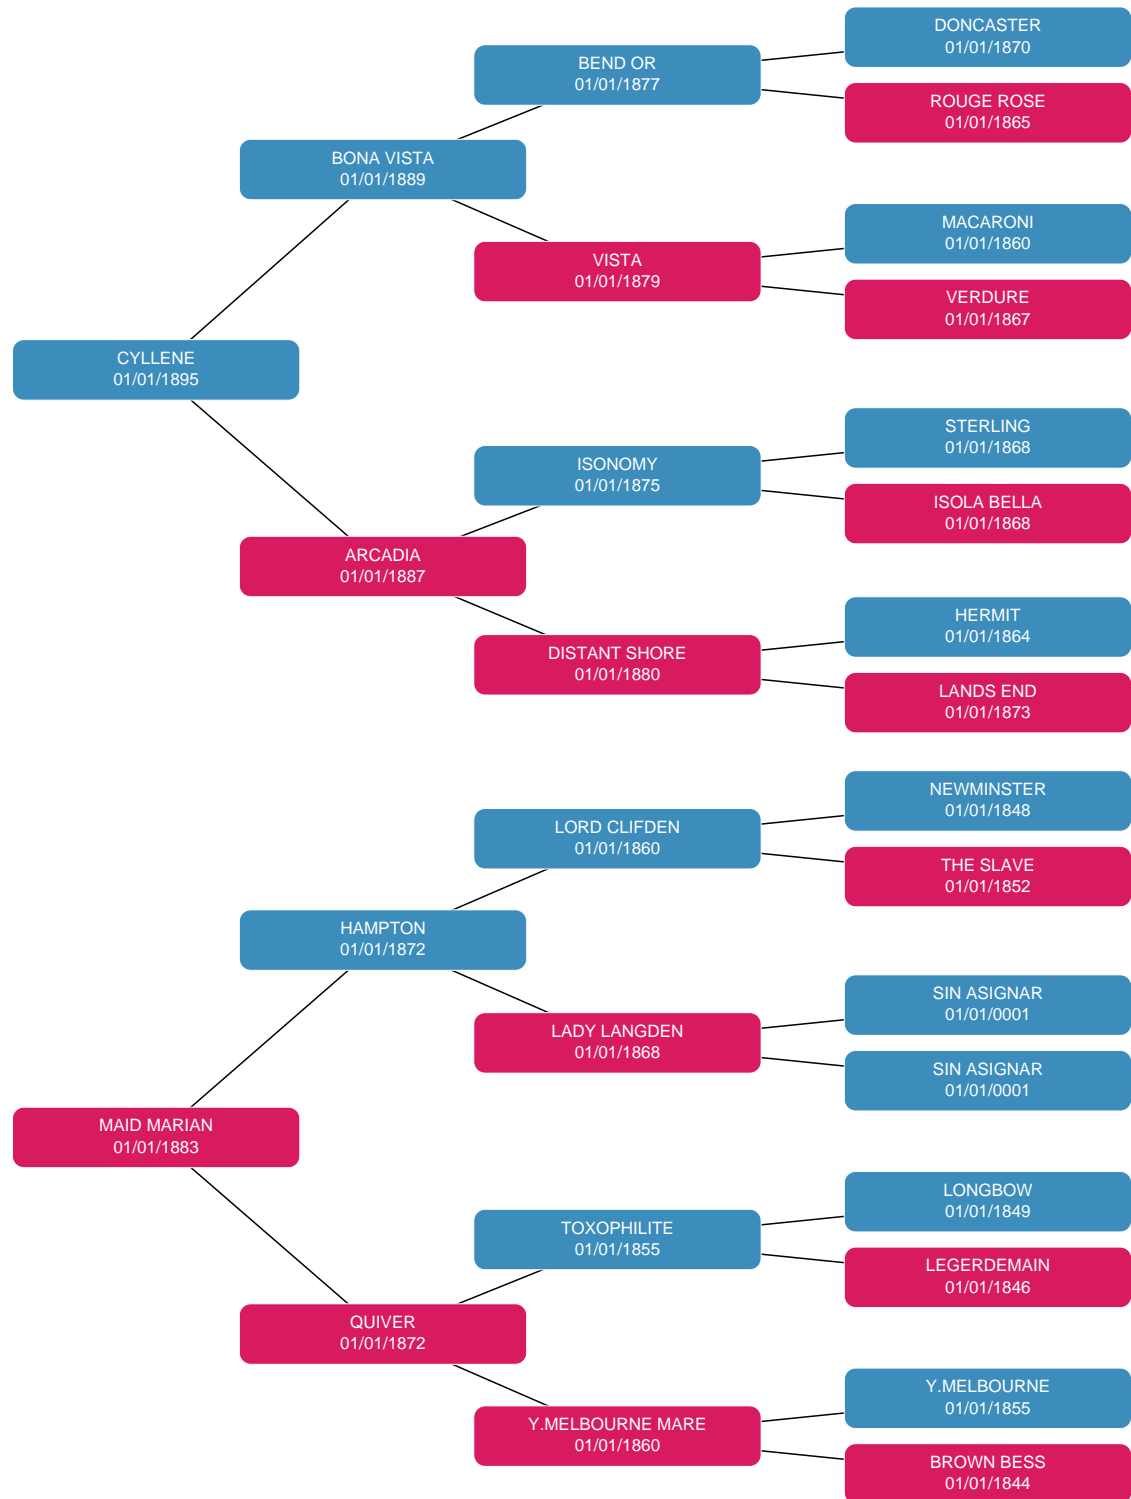 DONCASTER
01/01/1870
BEND OR
01/01/1877
ROUGE ROSE
01/01/1865
BONA VISTA
01/01/1889
MACARONI
01/01/1860
VISTA
01/01/1879
VERDURE
01/01/1867
CYLLENE
01/01/1895
STERLING
01/01/1868
ISONOMY
01/01/1875
ISOLA BELLA
01/01/1868
ARCADIA
01/01/1887
HERMIT
01/01/1864
DISTANT SHORE
01/01/1880
LANDS END
01/01/1873
NEWMINSTER
01/01/1848
LORD CLIFDEN
01/01/1860
THE SLAVE
01/01/1852
HAMPTON
01/01/1872
SIN ASIGNAR
01/01/0001
LADY LANGDEN
01/01/1868
SIN ASIGNAR
01/01/0001
MAID MARIAN
01/01/1883
LONGBOW
01/01/1849
TOXOPHILITE
01/01/1855
LEGERDEMAIN
01/01/1846
QUIVER
01/01/1872
Y.MELBOURNE
01/01/1855
Y.MELBOURNE MARE
01/01/1860
BROWN BESS
01/01/1844